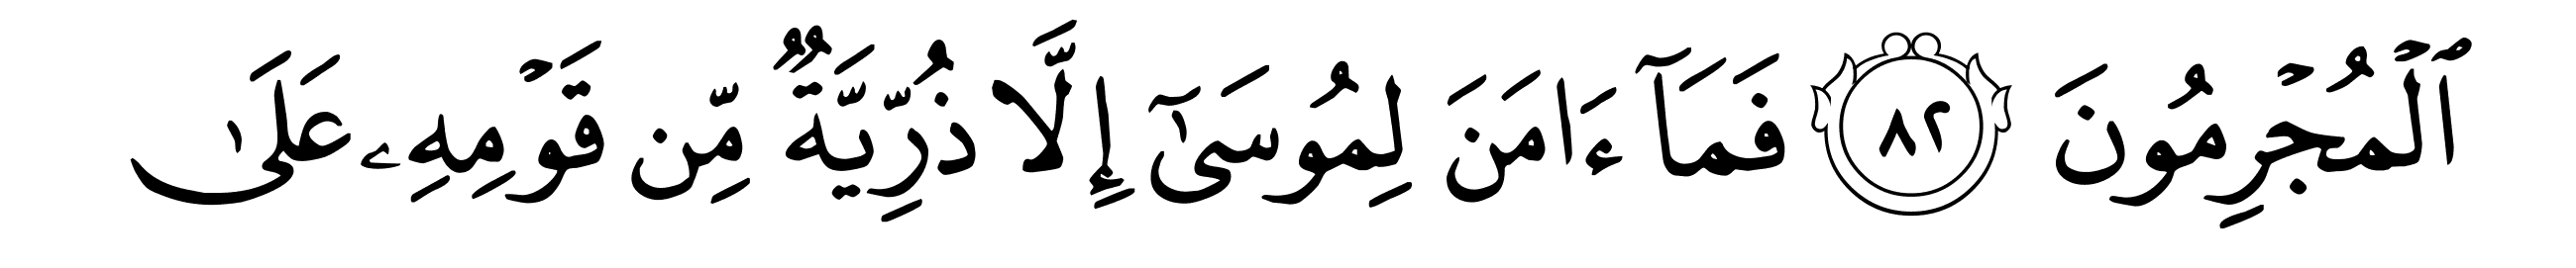 ٱلۡمُجۡرِمُونَ ٨٢ فَمَآ ءَامَنَ لِمُوسَىٰٓ إِلَّا ذُرِّيَّةٌ مِّن قَوۡمِهِۦ عَلَىٰ